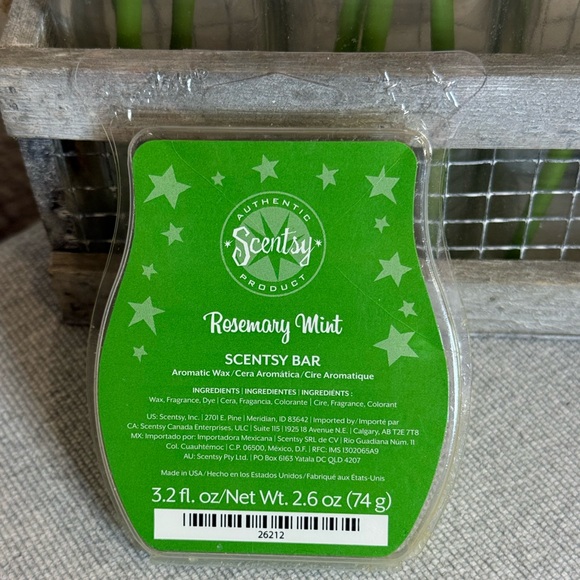 AUTHENTIC
Scentsy
PRODUCT
Rosemary Mint
SCENTSY BAR
Aromatic Wax/Cera Aromática/Cire Aromatique
INGREDIENTS | INGREDIENTES | INGRÉDIENTS :
Wax, Fragrance, Dye | Cera, Fragancia, Colorante | Cire, Fragrance, Colorant
US: Scentsy, Inc. | 2701 E. Pine | Meridian, ID 83642 | Imported by/Importé par
CA: Scentsy Canada Enterprises, ULC | Suite 115 | 1925 18 Avenue N.E. | Calgary, AB T2E 7T8
MX: Importado por: Importadora Mexicana | Scentsy SRL de CV | Río Guadiana Núm. 11
Col. Cuauhtémoc | C.P. 06500, México, D.F. | RFC: IMS1302065A9
AU: Scentsy Pty Ltd. | PO Box 6163 Yatala DC QLD 4207
Made in USA/Hecho en los Estados Unidos/Fabriqué aux États-Unis
3.2 fl. oz/Net Wt. 2.6 oz (74 g)
26212